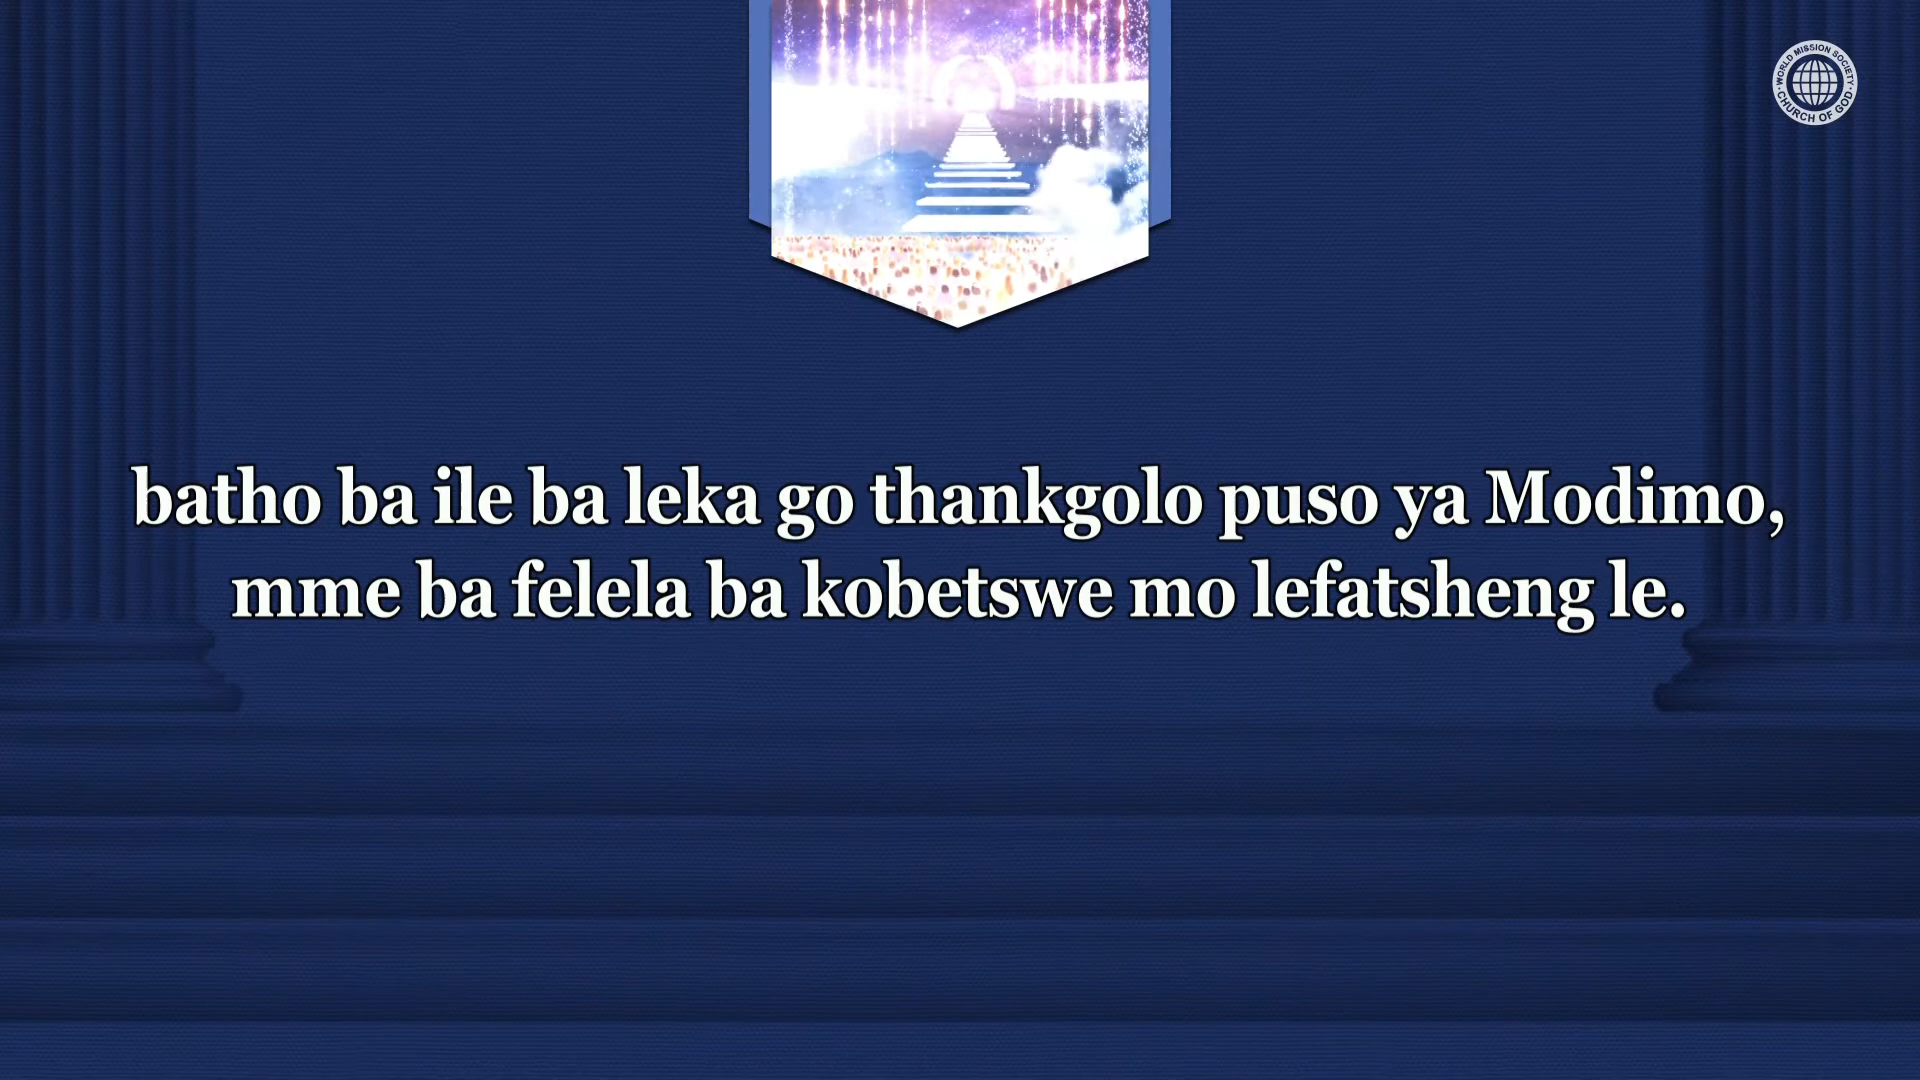 WORLD MISSION SOCIETY
CHURCH OF GOD
batho ba ile ba leka go thankgolo puso ya Modimo,
mme ba felela ba kobetswe mo lefatsheng le.